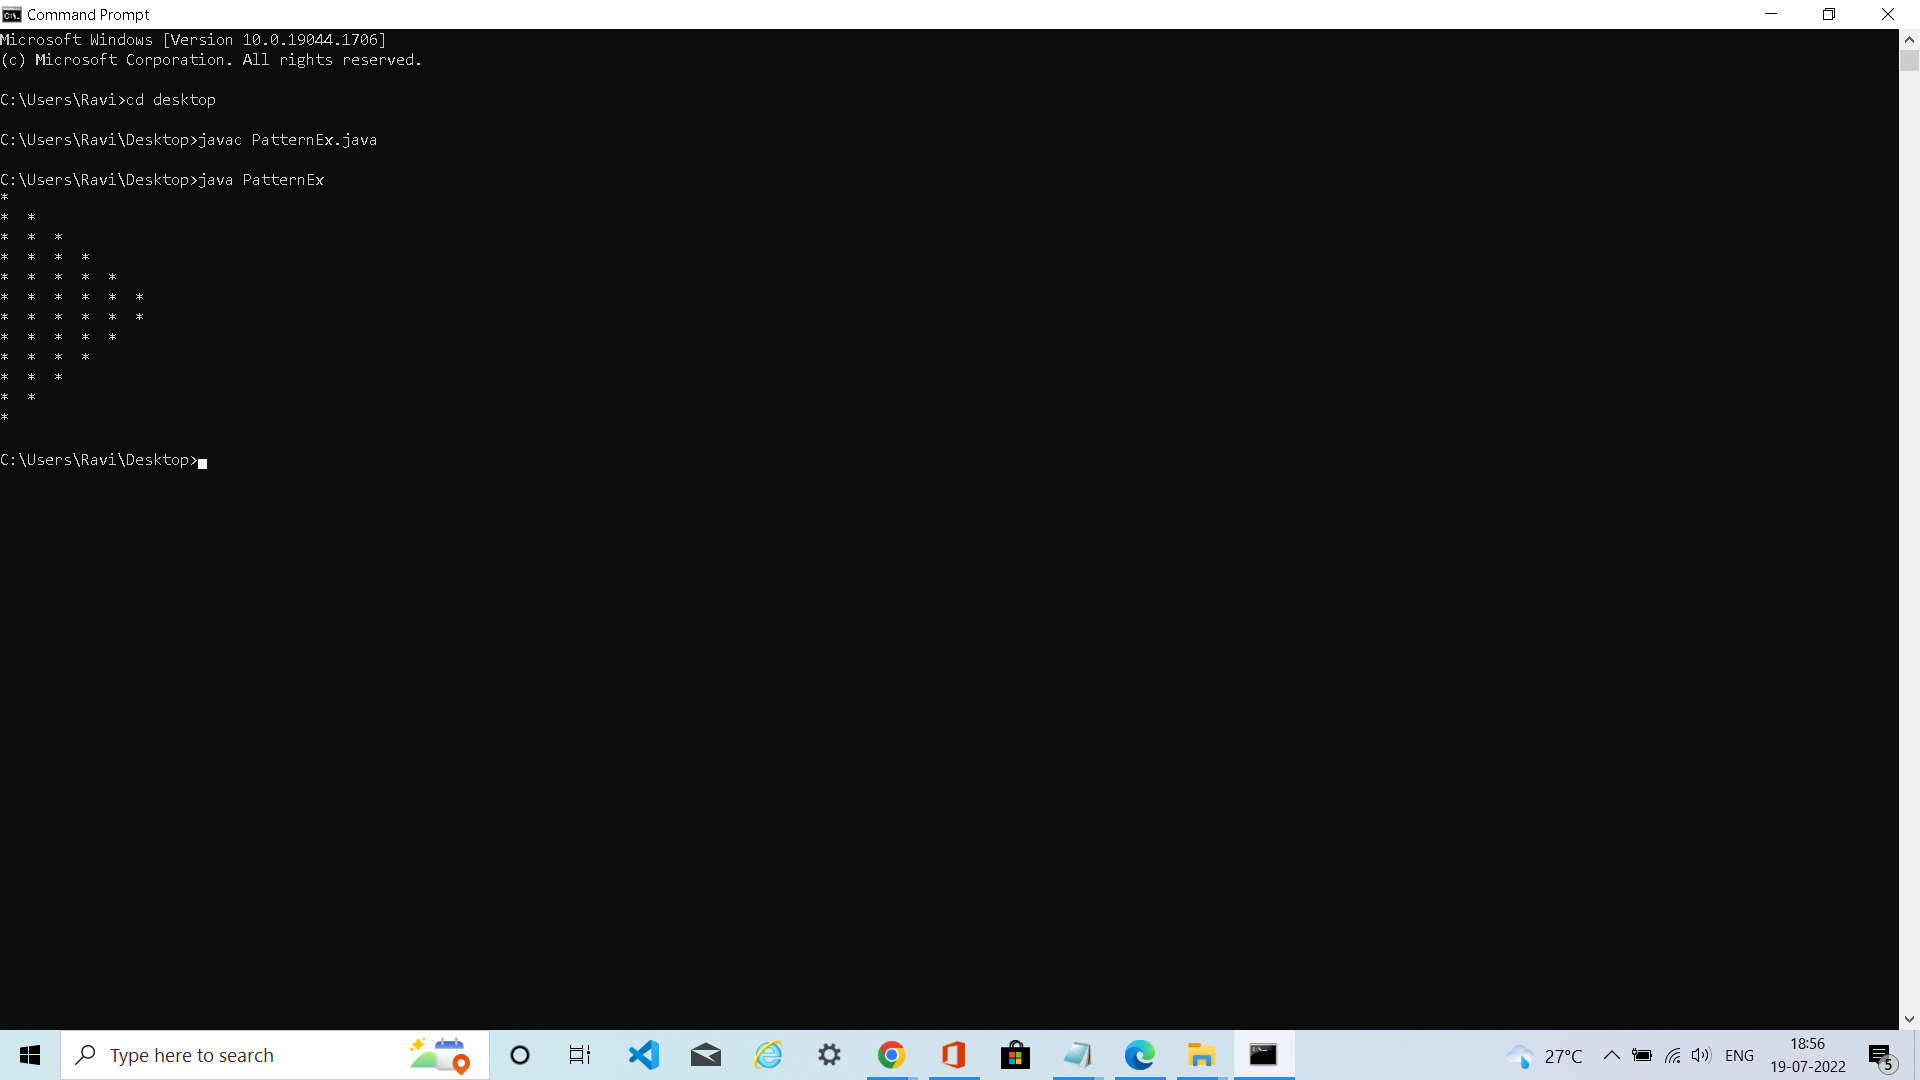 Command Prompt
Microsoft Windows [Version 10.0.19044.1706]
(c) Microsoft Corporation. All rights reserved.
C:\Users\Ravi>cd desktop
C:\Users\Ravi\Desktop>javac PatternEx.java
C:\Users\Ravi\Desktop>java PatternEx
*
*  *
*  *  *
*  *  *  *
*  *  *  *  *
*  *  *  *  *  *
*  *  *  *  *  *
*  *  *  *  *
*  *  *  *
*  *  *
*  *
*
C:\Users\Ravi\Desktop>
Type here to search
27°C
ENG
18:56
19-07-2022
5